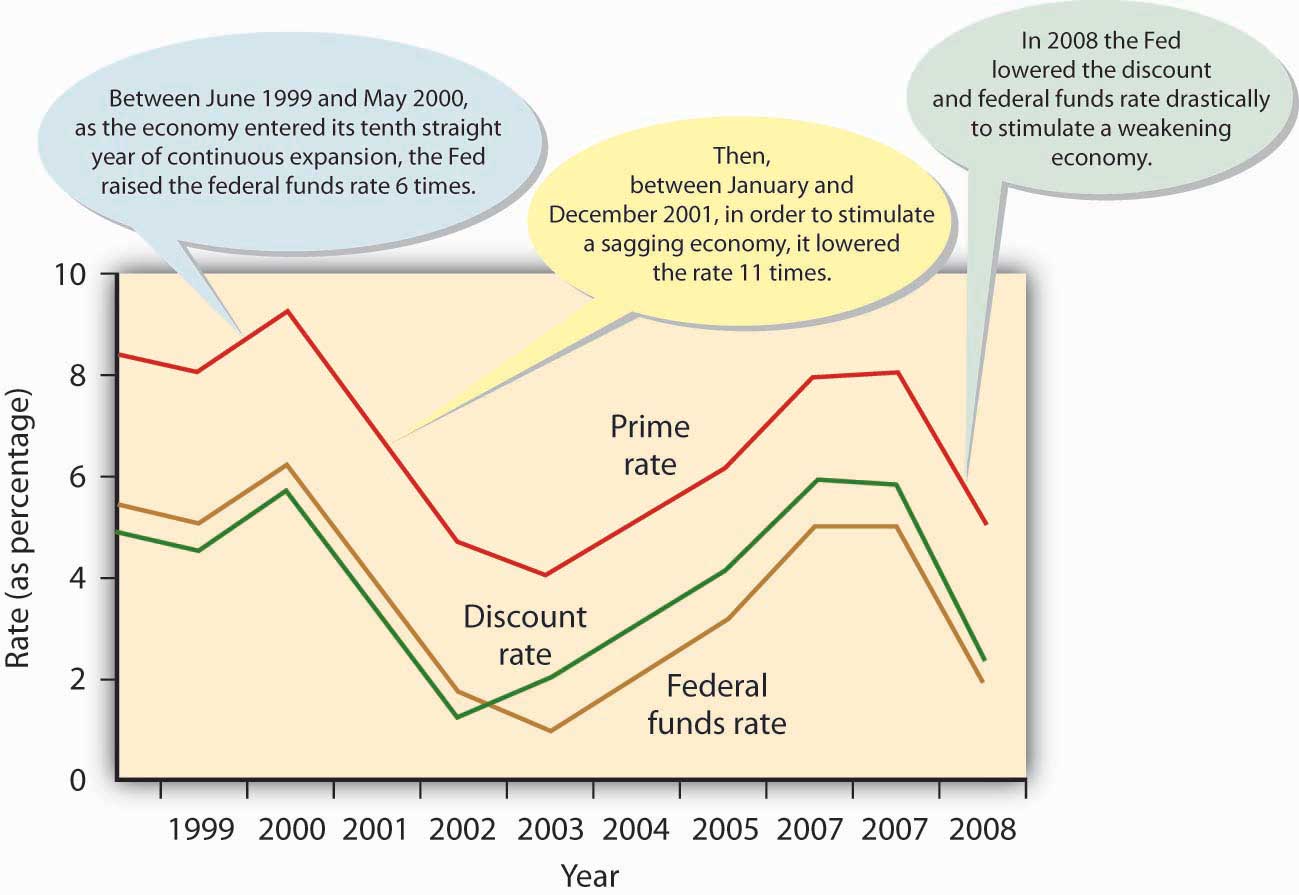 Between June 1999 and May 2000,
as the economy entered its tenth straight
year of continuous expansion, the Fed
raised the federal funds rate 6 times.
Then,
between January and
December 2001, in order to stimulate
a sagging economy, it lowered
the rate 11 times.
In 2008 the Fed
lowered the discount
and federal funds rate drastically
to stimulate a weakening
economy.
Rate (as percentage)
10
8
6
4
2
0
Prime
rate
Discount
rate
Federal
funds rate
1999 2000 2001 2002 2003 2004 2005 2007 2007 2008
Year